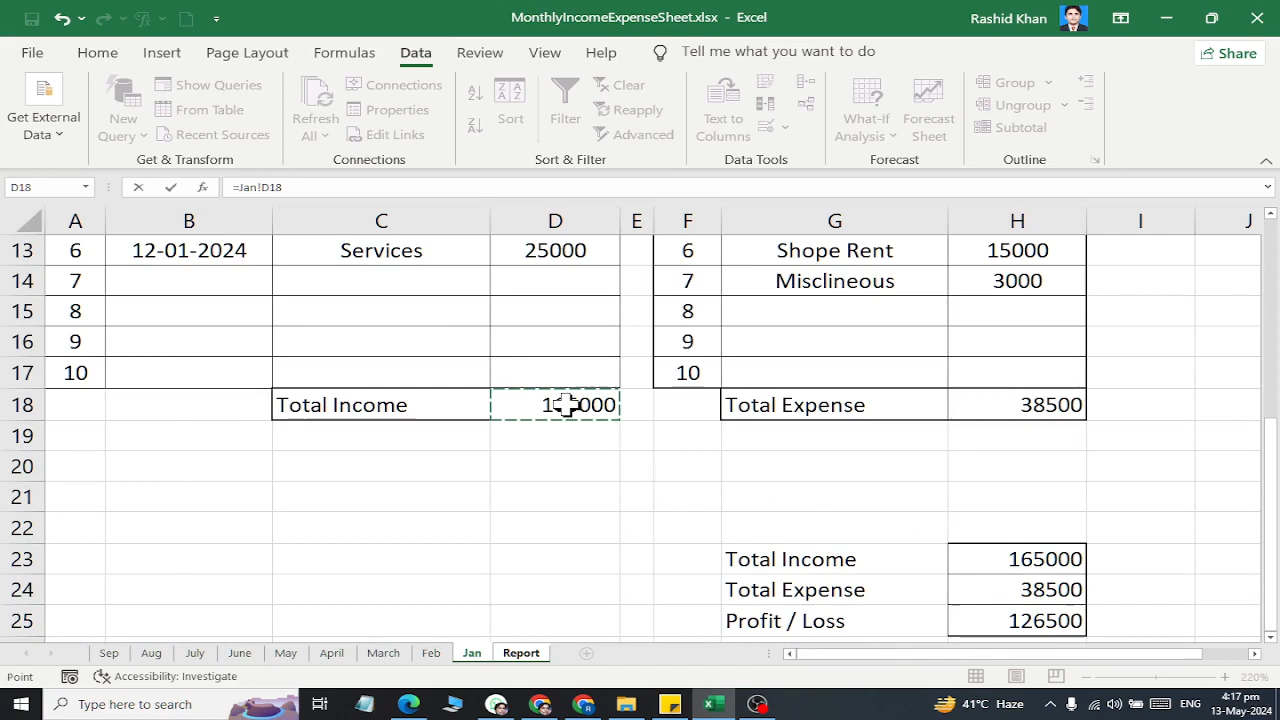 MonthlyIncomeExpenseSheet.xlsx - Excel
Rashid Khan
File Home Insert Page Layout Formulas Data Review View Help Tell me what you want to do Share
Get External Data
New Query
Show Queries
From Table
Recent Sources
Get & Transform
Refresh All
Connections
Properties
Edit Links
Connections
Sort
Filter
Clear
Reapply
Advanced
Sort & Filter
Text to Columns
Data Tools
What-If Analysis
Forecast Sheet
Forecast
Group
Ungroup
Subtotal
Outline
D18 fx =Jan!D18
A B C D E F G H I J
13 6 12-01-2024 Services 25000 6 Shope Rent 15000
14 7 7 Misclineous 3000
15 8 8
16 9 9
17 10 10
18 Total Income Total Expense 38500
19
20
21
22
23 Total Income 165000
24 Total Expense 38500
25 Profit / Loss 126500
Sep Aug July June May April March Feb Jan Report
Point Accessibility: Investigate 220%
Type here to search 41°C Haze 4:17 pm
13-May-2024